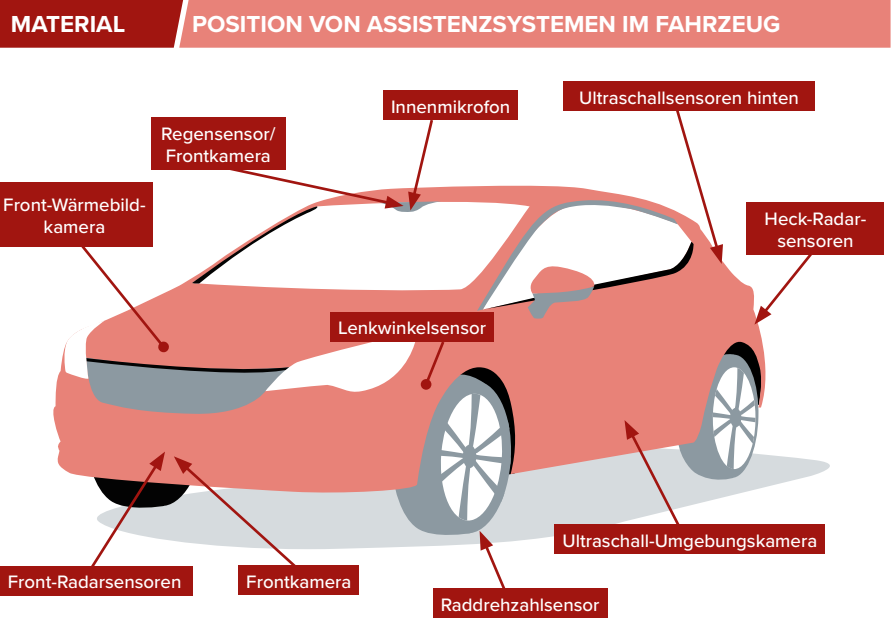 MATERIAL
POSITION VON ASSISTENZSYSTEMEN IM FAHRZEUG
Ultraschallsensoren hinten
Innenmikrofon
Regensensor/
Frontkamera
Front-Wärmebild-
kamera
Heck-Radar-
sensoren
Lenkwinkelsensor
Ultraschall-Umgebungskamera
Front-Radarsensoren
Frontkamera
Raddrehzahlsensor